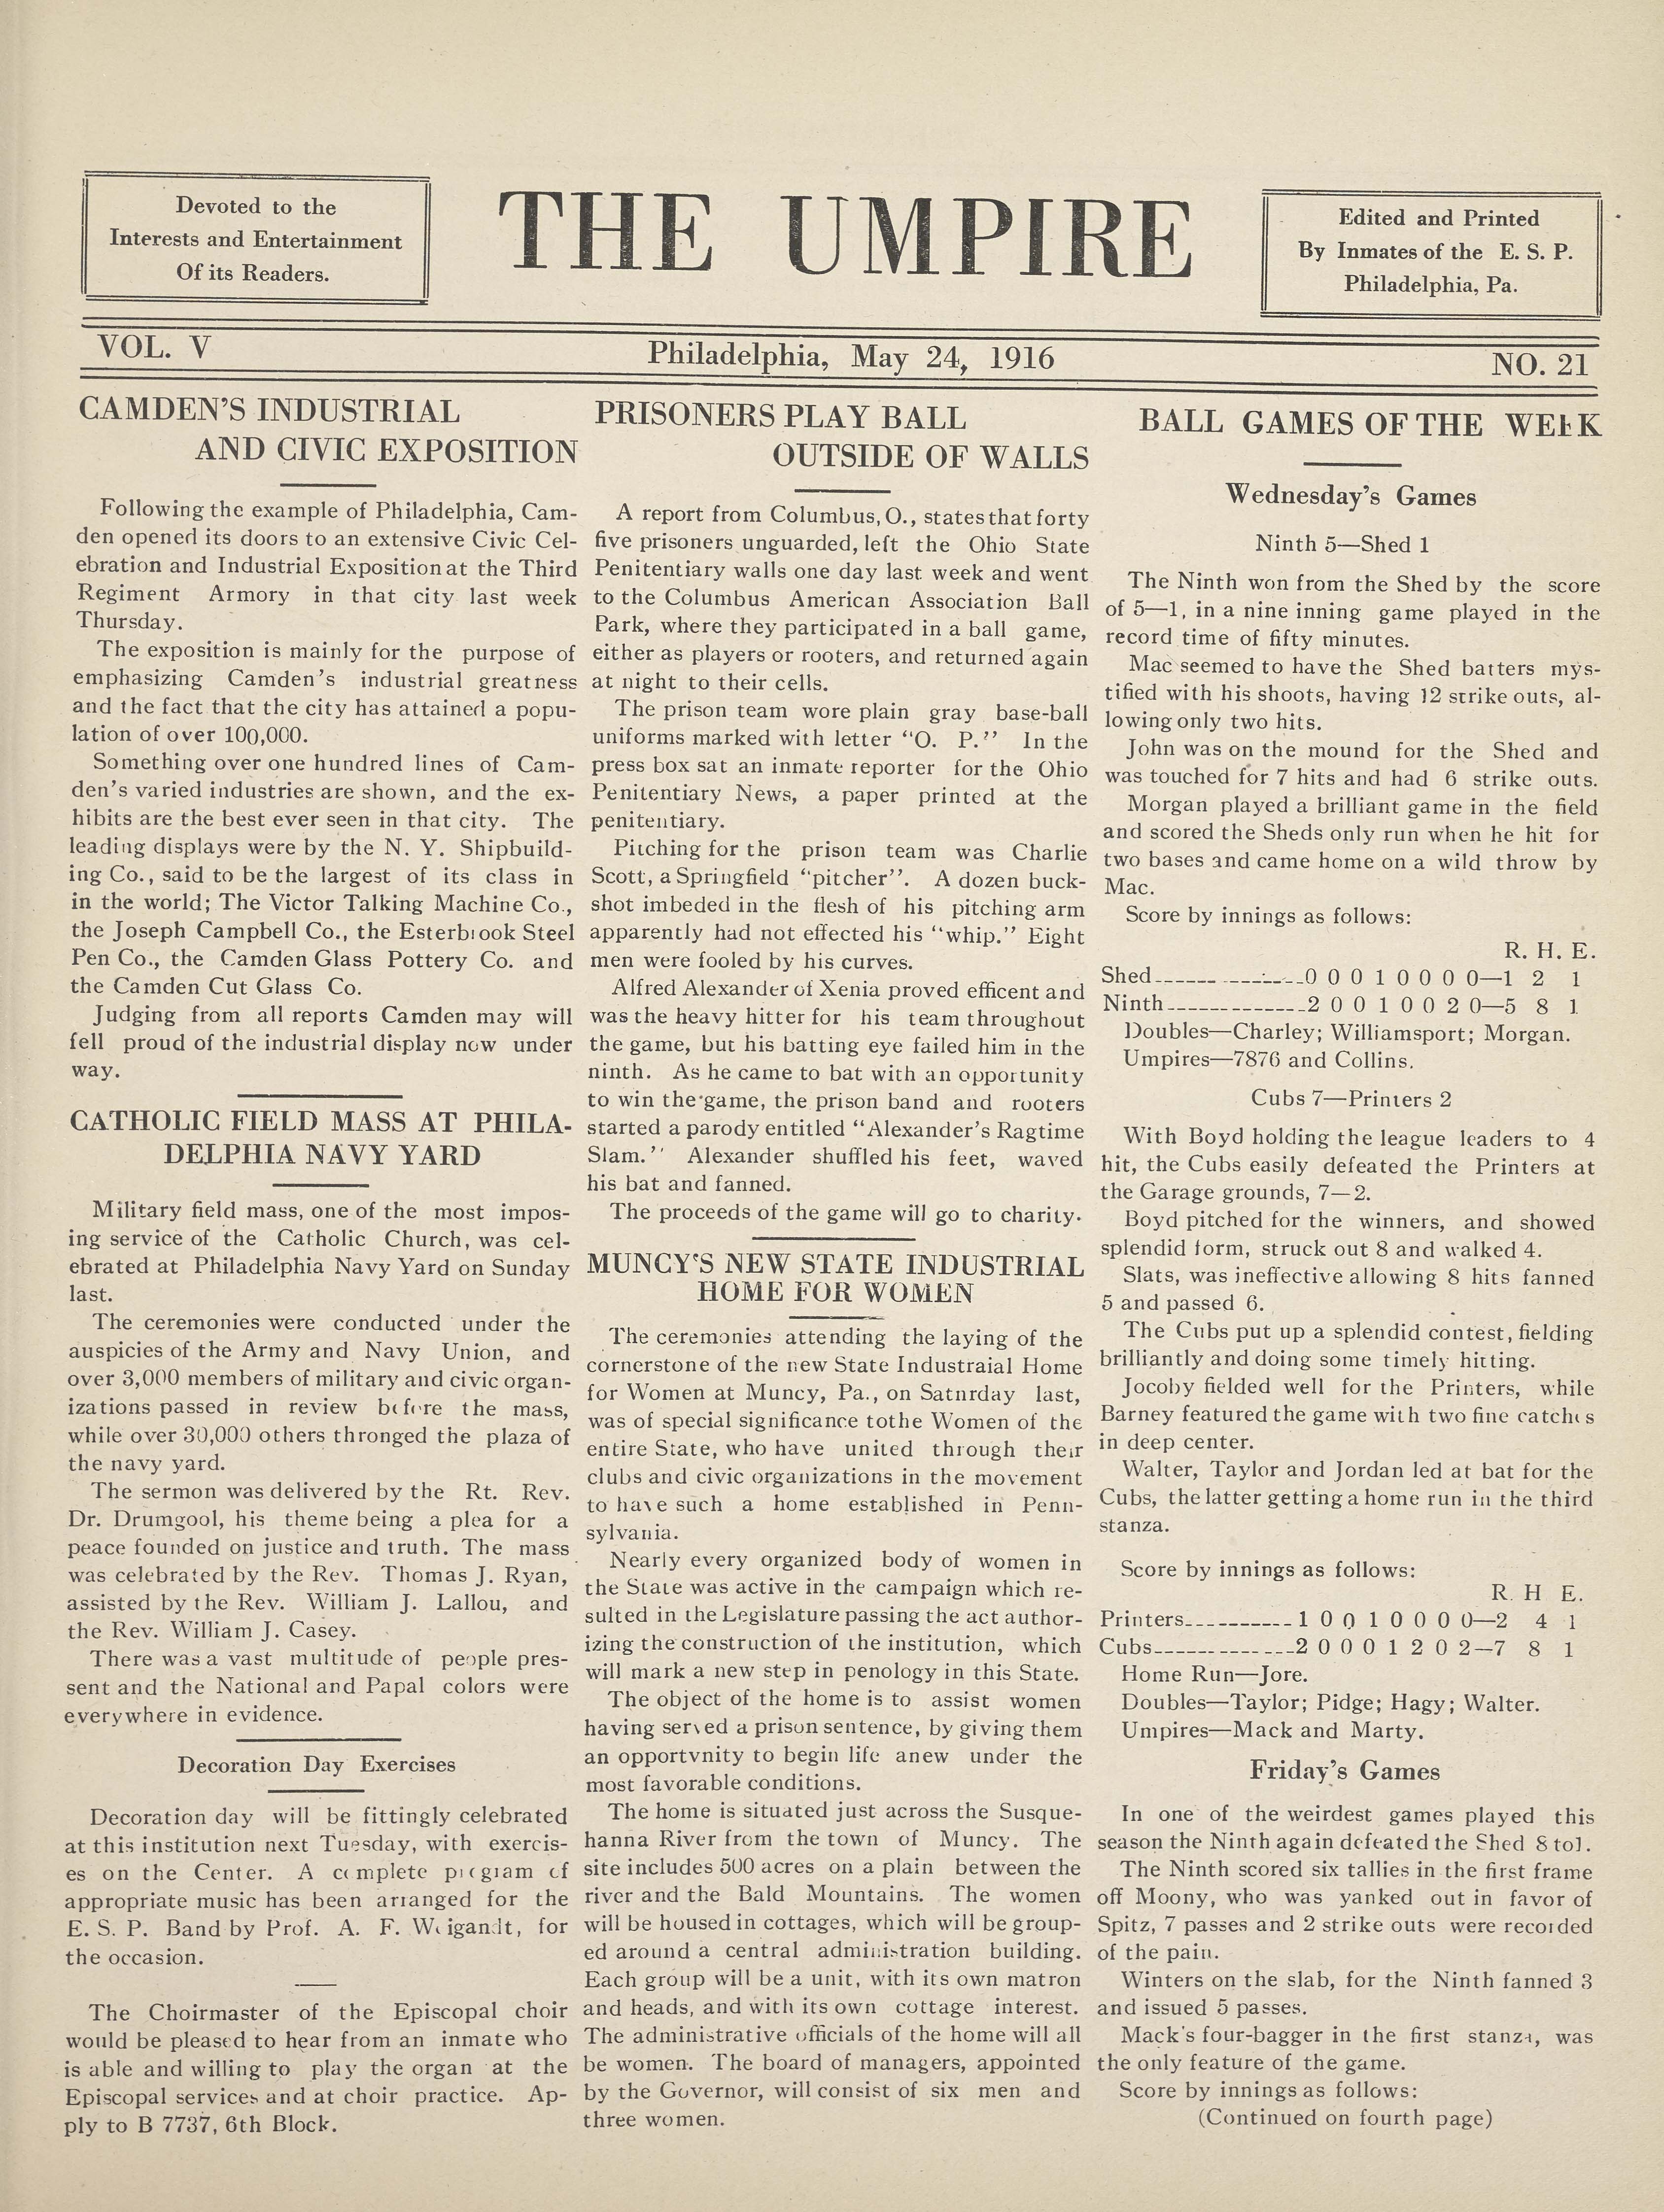 Devoted to the
Interests and Entertainment
Of its Readers.
THE UMPIRE
Edited and Printed
By Inmates of the E. S. P.
Philadelphia, Pa.
VOL. V
Philadelphia, May 24, 1916
NO. 21
CAMDEN'S INDUSTRIAL
AND CIVIC EXPOSITION
Following the example of Philadelphia, Cam-
den opened its doors to an extensive Civic Cel-
ebration and Industrial Exposition at the Third
Regiment Armory in that city last week
Thursday.
The exposition is mainly for the purpose of
emphasizing Camden's industrial greatness
and the fact that the city has attained a popu-
lation of over 100,000.
Something over one hundred lines of Cam-
den's varied industries are shown, and the ex-
hibits are the best ever seen in that city. The
leading displays were by the N. Y. Shipbuild-
ing Co., said to be the largest of its class in
in the world; The Victor Talking Machine Co.,
the Joseph Campbell Co., the Esterbrook Steel
Pen Co., the Camden Glass Pottery Co. and
the Camden Cut Glass Co.
Judging from all reports Camden may will
fell proud of the industrial display now under
way.
CATHOLIC FIELD MASS AT PHILA-
DELPHIA NAVY YARD
Military field mass, one of the most impos-
ing service of the Catholic Church, was cel-
ebrated at Philadelphia Navy Yard on Sunday
last.
The ceremonies were conducted under the
auspicies of the Army and Navy Union, and
over 3,000 members of military and civic organ-
izations passed in review before the mass,
while over 30,000 others thronged the plaza of
the navy yard.
The sermon was delivered by the Rt. Rev.
Dr. Drumgool, his theme being a plea for a
peace founded on justice and truth. The mass
was celebrated by the Rev. Thomas J. Ryan,
assisted by the Rev. William J. Lallou, and
the Rev. William J. Casey.
There was a vast multitude of people pres-
sent and the National and Papal colors were
everywhere in evidence.
Decoration Day Exercises
Decoration day will be fittingly celebrated
at this institution next Tuesday, with exercis-
es on the Center. A complete program of
appropriate music has been arranged for the
E. S. P. Band by Prof. A. F. Weigandt, for
the occasion.
The Choirmaster of the Episcopal choir
would be pleased to hear from an inmate who
is able and willing to play the organ at the
Episcopal services and at choir practice. Ap-
ply to B 7737, 6th Block.
PRISONERS PLAY BALL
OUTSIDE OF WALLS
A report from Columbus, O., states that forty
five prisoners unguarded, left the Ohio State
Penitentiary walls one day last week and went
to the Columbus American Association Ball
Park, where they participated in a ball game,
either as players or rooters, and returned again
at night to their cells.
The prison team wore plain gray base-ball
uniforms marked with letter "O. P." In the
press box sat an inmate reporter for the Ohio
Penitentiary News, a paper printed at the
penitentiary.
Pitching for the prison team was Charlie
Scott, a Springfield "pitcher". A dozen buck-
shot imbeded in the flesh of his pitching arm
apparently had not effected his "whip." Eight
men were fooled by his curves.
Alfred Alexander of Xenia proved efficent and
was the heavy hitter for his team throughout
the game, but his batting eye failed him in the
ninth. As he came to bat with an opportunity
to win the game, the prison band and rooters
started a parody entitled "Alexander's Ragtime
Slam." Alexander shuffled his feet, waved
his bat and fanned.
The proceeds of the game will go to charity.
MUNCY'S NEW STATE INDUSTRIAL
HOME FOR WOMEN
The ceremonies attending the laying of the
cornerstone of the new State Industraial Home
for Women at Muncy, Pa., on Saturday last,
was of special significance tothe Women of the
entire State, who have united through their
clubs and civic organizations in the movement
to have such a home established in Penn-
sylvania.
Nearly every organized body of women in
the State was active in the campaign which re-
sulted in the Legislature passing the act author-
izing the construction of the institution, which
will mark a new step in penology in this State.
The object of the home is to assist women
having served a prison sentence, by giving them
an opportvnity to begin life anew under the
most favorable conditions.
The home is situated just across the Susque-
hanna River from the town of Muncy. The
site includes 500 acres on a plain between the
river and the Bald Mountains. The women
will be housed in cottages, which will be group-
ed around a central administration building.
Each group will be a unit, with its own matron
and heads, and with its own cottage interest.
The administrative officials of the home will all
be women. The board of managers, appointed
by the Governor, will consist of six men and
three women.
BALL GAMES OF THE WEEK
Wednesday's Games
Ninth 5—Shed 1
The Ninth won from the Shed by the score
of 5—1, in a nine inning game played in the
record time of fifty minutes.
Mac seemed to have the Shed batters mys-
tified with his shoots, having 12 strike outs, al-
lowing only two hits.
John was on the mound for the Shed and
was touched for 7 hits and had 6 strike outs.
Morgan played a brilliant game in the field
and scored the Sheds only run when he hit for
two bases and came home on a wild throw by
Mac.
Score by innings as follows:
R. H. E.
Shed..............0 0 0 1 0 0 0 0—1 2 1
Ninth..............2 0 0 1 0 0 2 0—5 8 1
Doubles—Charley; Williamsport; Morgan.
Umpires—7876 and Collins.
Cubs 7—Printers 2
With Boyd holding the league leaders to 4
hit, the Cubs easily defeated the Printers at
the Garage grounds, 7—2.
Boyd pitched for the winners, and showed
splendid form, struck out 8 and walked 4.
Slats, was ineffective allowing 8 hits fanned
5 and passed 6.
The Cubs put up a splendid contest, fielding
brilliantly and doing some timely hitting.
Jocoby fielded well for the Printers, while
Barney featured the game with two fine catches
in deep center.
Walter, Taylor and Jordan led at bat for the
Cubs, the latter getting a home run in the third
stanza.
Score by innings as follows:
R. H E.
Printers...........1 0 0 1 0 0 0 0—2 4 1
Cubs..............2 0 0 0 1 2 0 2—7 8 1
Home Run—Jore.
Doubles—Taylor; Pidge; Hagy; Walter.
Umpires—Mack and Marty.
Friday's Games
In one of the weirdest games played this
season the Ninth again defeated the Shed 8 to1.
The Ninth scored six tallies in the first frame
off Moony, who was yanked out in favor of
Spitz, 7 passes and 2 strike outs were recorded
of the pain.
Winters on the slab, for the Ninth fanned 3
and issued 5 passes.
Mack's four-bagger in the first stanza, was
the only feature of the game.
Score by innings as follows:
(Continued on fourth page)